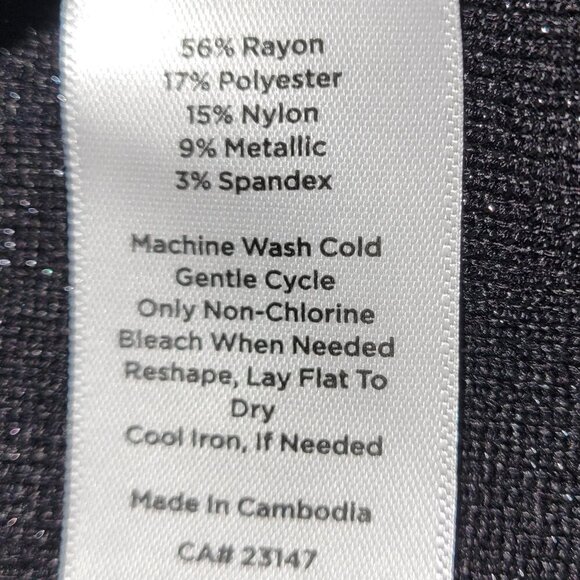 56% Rayon
17% Polyester
15% Nylon
9% Metallic
3% Spandex
Machine Wash Cold
Gentle Cycle
Only Non-Chlorine
Bleach When Needed
Reshape, Lay Flat To
Dry
Cool Iron, If Needed
Made In Cambodia
CA# 23147